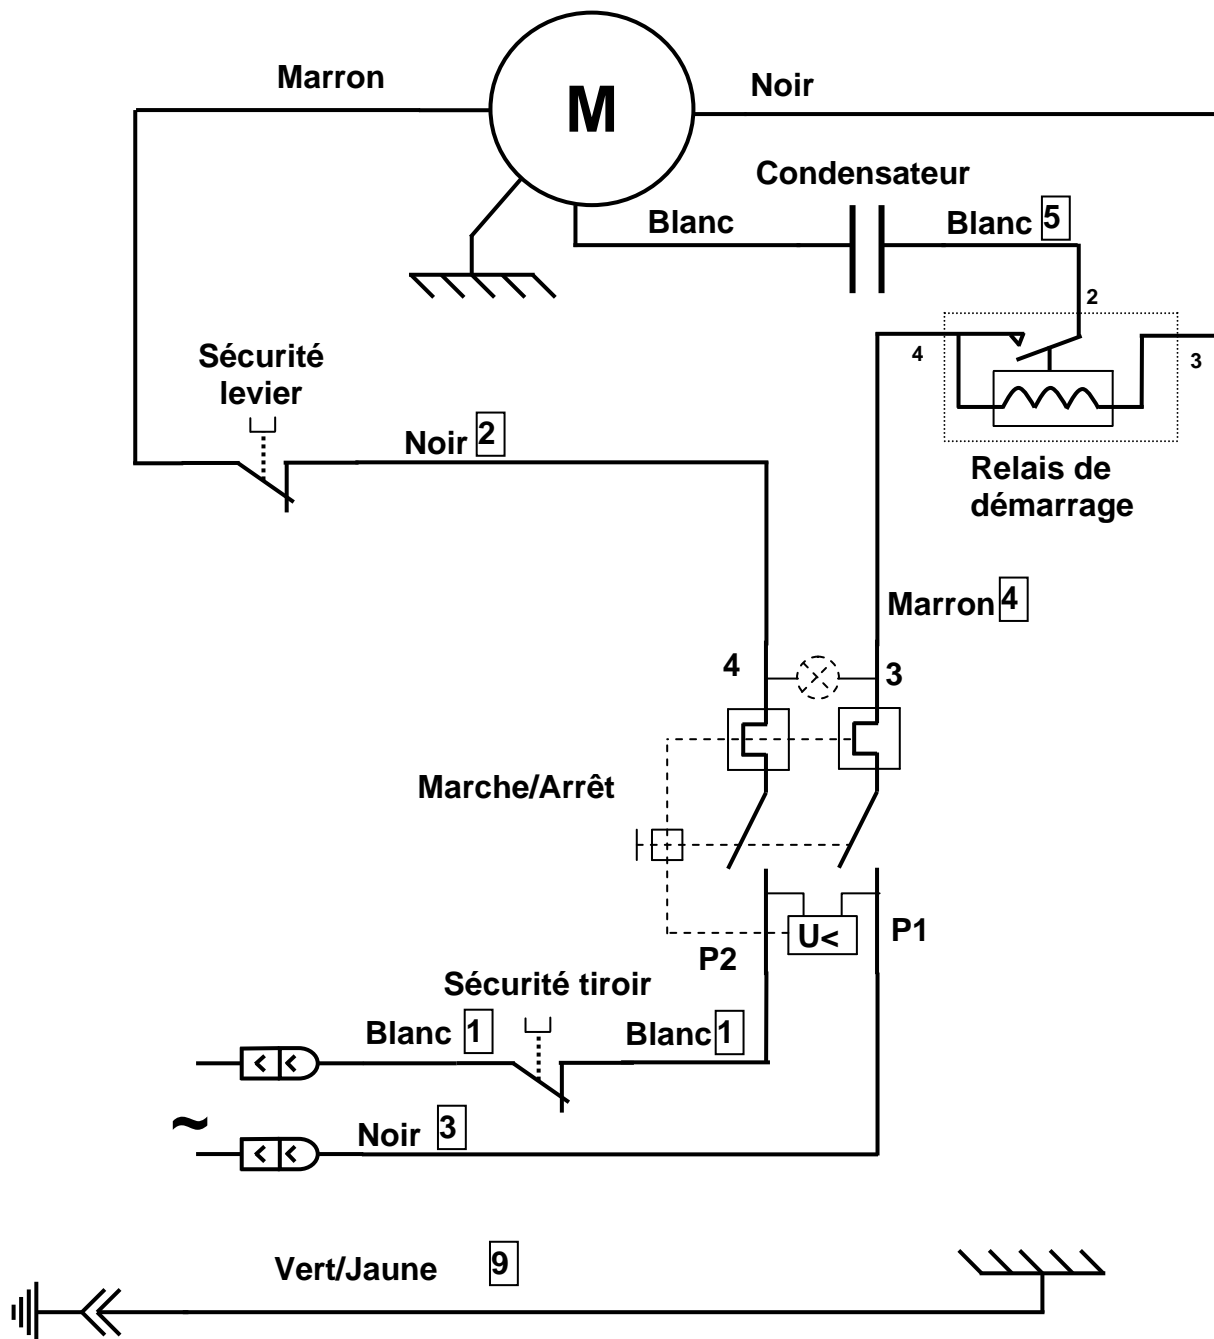 Marron
M
Noir
Condensateur
Blanc
Blanc 5
2
Sécurité
levier
4
3
Noir 2
Relais de
démarrage
Marron 4
4
3
Marche/Arrêt
U<
P1
P2
Sécurité tiroir
Blanc 1
Blanc 1
~
Noir 3
Vert/Jaune 9